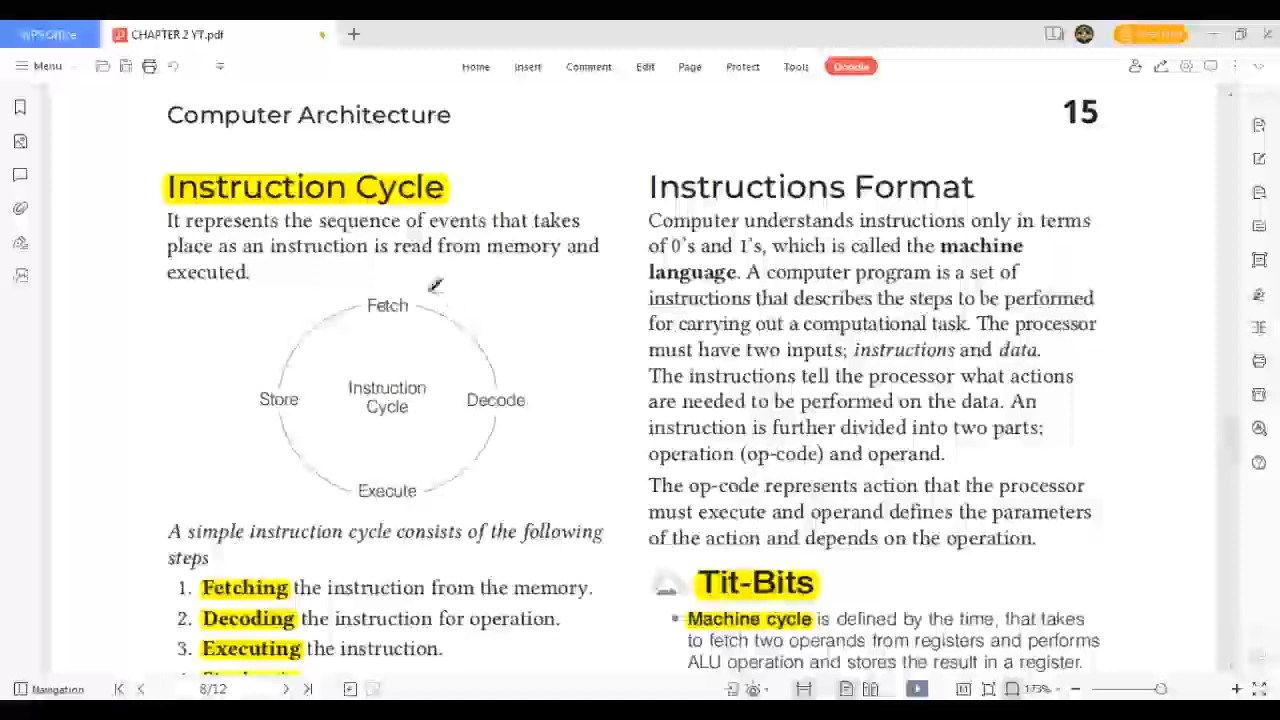 WPS Office
CHAPTER 2 YT.pdf
Menu
Home
Insert
Comment
Edit
Page
Protect
Tools
Doodle
Computer Architecture
15
Instruction Cycle
It represents the sequence of events that takes
place as an instruction is read from memory and
executed.
Fetch
Store
Instruction
Cycle
Decode
Execute
A simple instruction cycle consists of the following
steps
1. Fetching the instruction from the memory.
2. Decoding the instruction for operation.
3. Executing the instruction.
Instructions Format
Computer understands instructions only in terms
of 0's and 1's, which is called the machine
language. A computer program is a set of
instructions that describes the steps to be performed
for carrying out a computational task. The processor
must have two inputs; instructions and data.
The instructions tell the processor what actions
are needed to be performed on the data. An
instruction is further divided into two parts;
operation (op-code) and operand.
The op-code represents action that the processor
must execute and operand defines the parameters
of the action and depends on the operation.
Tit-Bits
• Machine cycle is defined by the time, that takes
to fetch two operands from registers and performs
ALU operation and stores the result in a register.
Navigation
8/12
173%